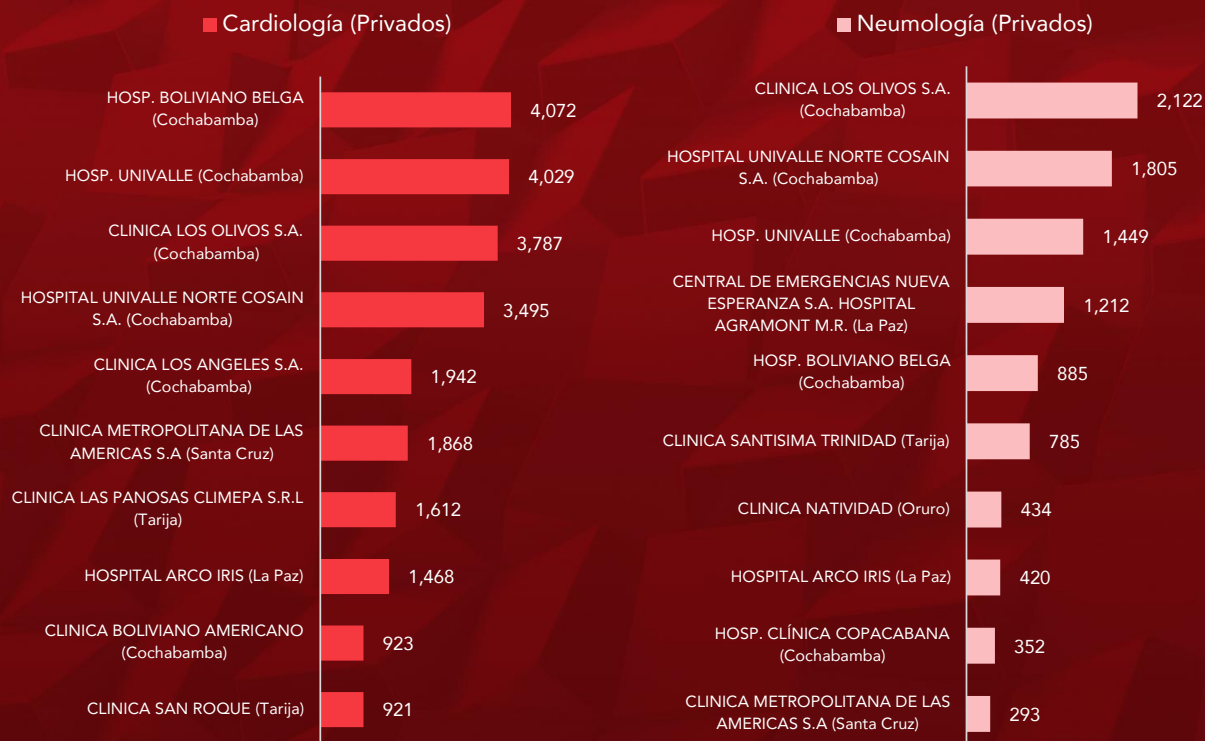 Cardiología (Privados)
HOSP. BOLIVIANO BELGA
(Cochabamba)
4,072
HOSP. UNIVALLE (Cochabamba)
4,029
CLINICA LOS OLIVOS S.A.
(Cochabamba)
3,787
HOSPITAL UNIVALLE NORTE COSAIN
S.A. (Cochabamba)
3,495
CLINICA LOS ANGELES S.A.
(Cochabamba)
1,942
CLINICA METROPOLITANA DE LAS
AMERICAS S.A (Santa Cruz)
1,868
CLINICA LAS PANOSAS CLIMEPA S.R.L
(Tarija)
1,612
HOSPITAL ARCO IRIS (La Paz)
1,468
CLINICA BOLIVIANO AMERICANO
(Cochabamba)
923
CLINICA SAN ROQUE (Tarija)
921
Neumología (Privados)
CLINICA LOS OLIVOS S.A.
(Cochabamba)
2,122
HOSPITAL UNIVALLE NORTE COSAIN
S.A. (Cochabamba)
1,805
HOSP. UNIVALLE (Cochabamba)
1,449
CENTRAL DE EMERGENCIAS NUEVA
ESPERANZA S.A. HOSPITAL
AGRAMONT M.R. (La Paz)
1,212
HOSP. BOLIVIANO BELGA
(Cochabamba)
885
CLINICA SANTISIMA TRINIDAD (Tarija)
785
CLINICA NATIVIDAD (Oruro)
434
HOSPITAL ARCO IRIS (La Paz)
420
HOSP. CLÍNICA COPACABANA
(Cochabamba)
352
CLINICA METROPOLITANA DE LAS
AMERICAS S.A (Santa Cruz)
293